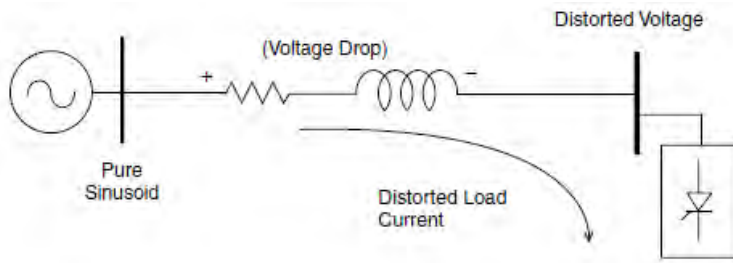 Distorted Voltage
(Voltage Drop)
+
−
Pure
Sinusoid
Distorted Load
Current